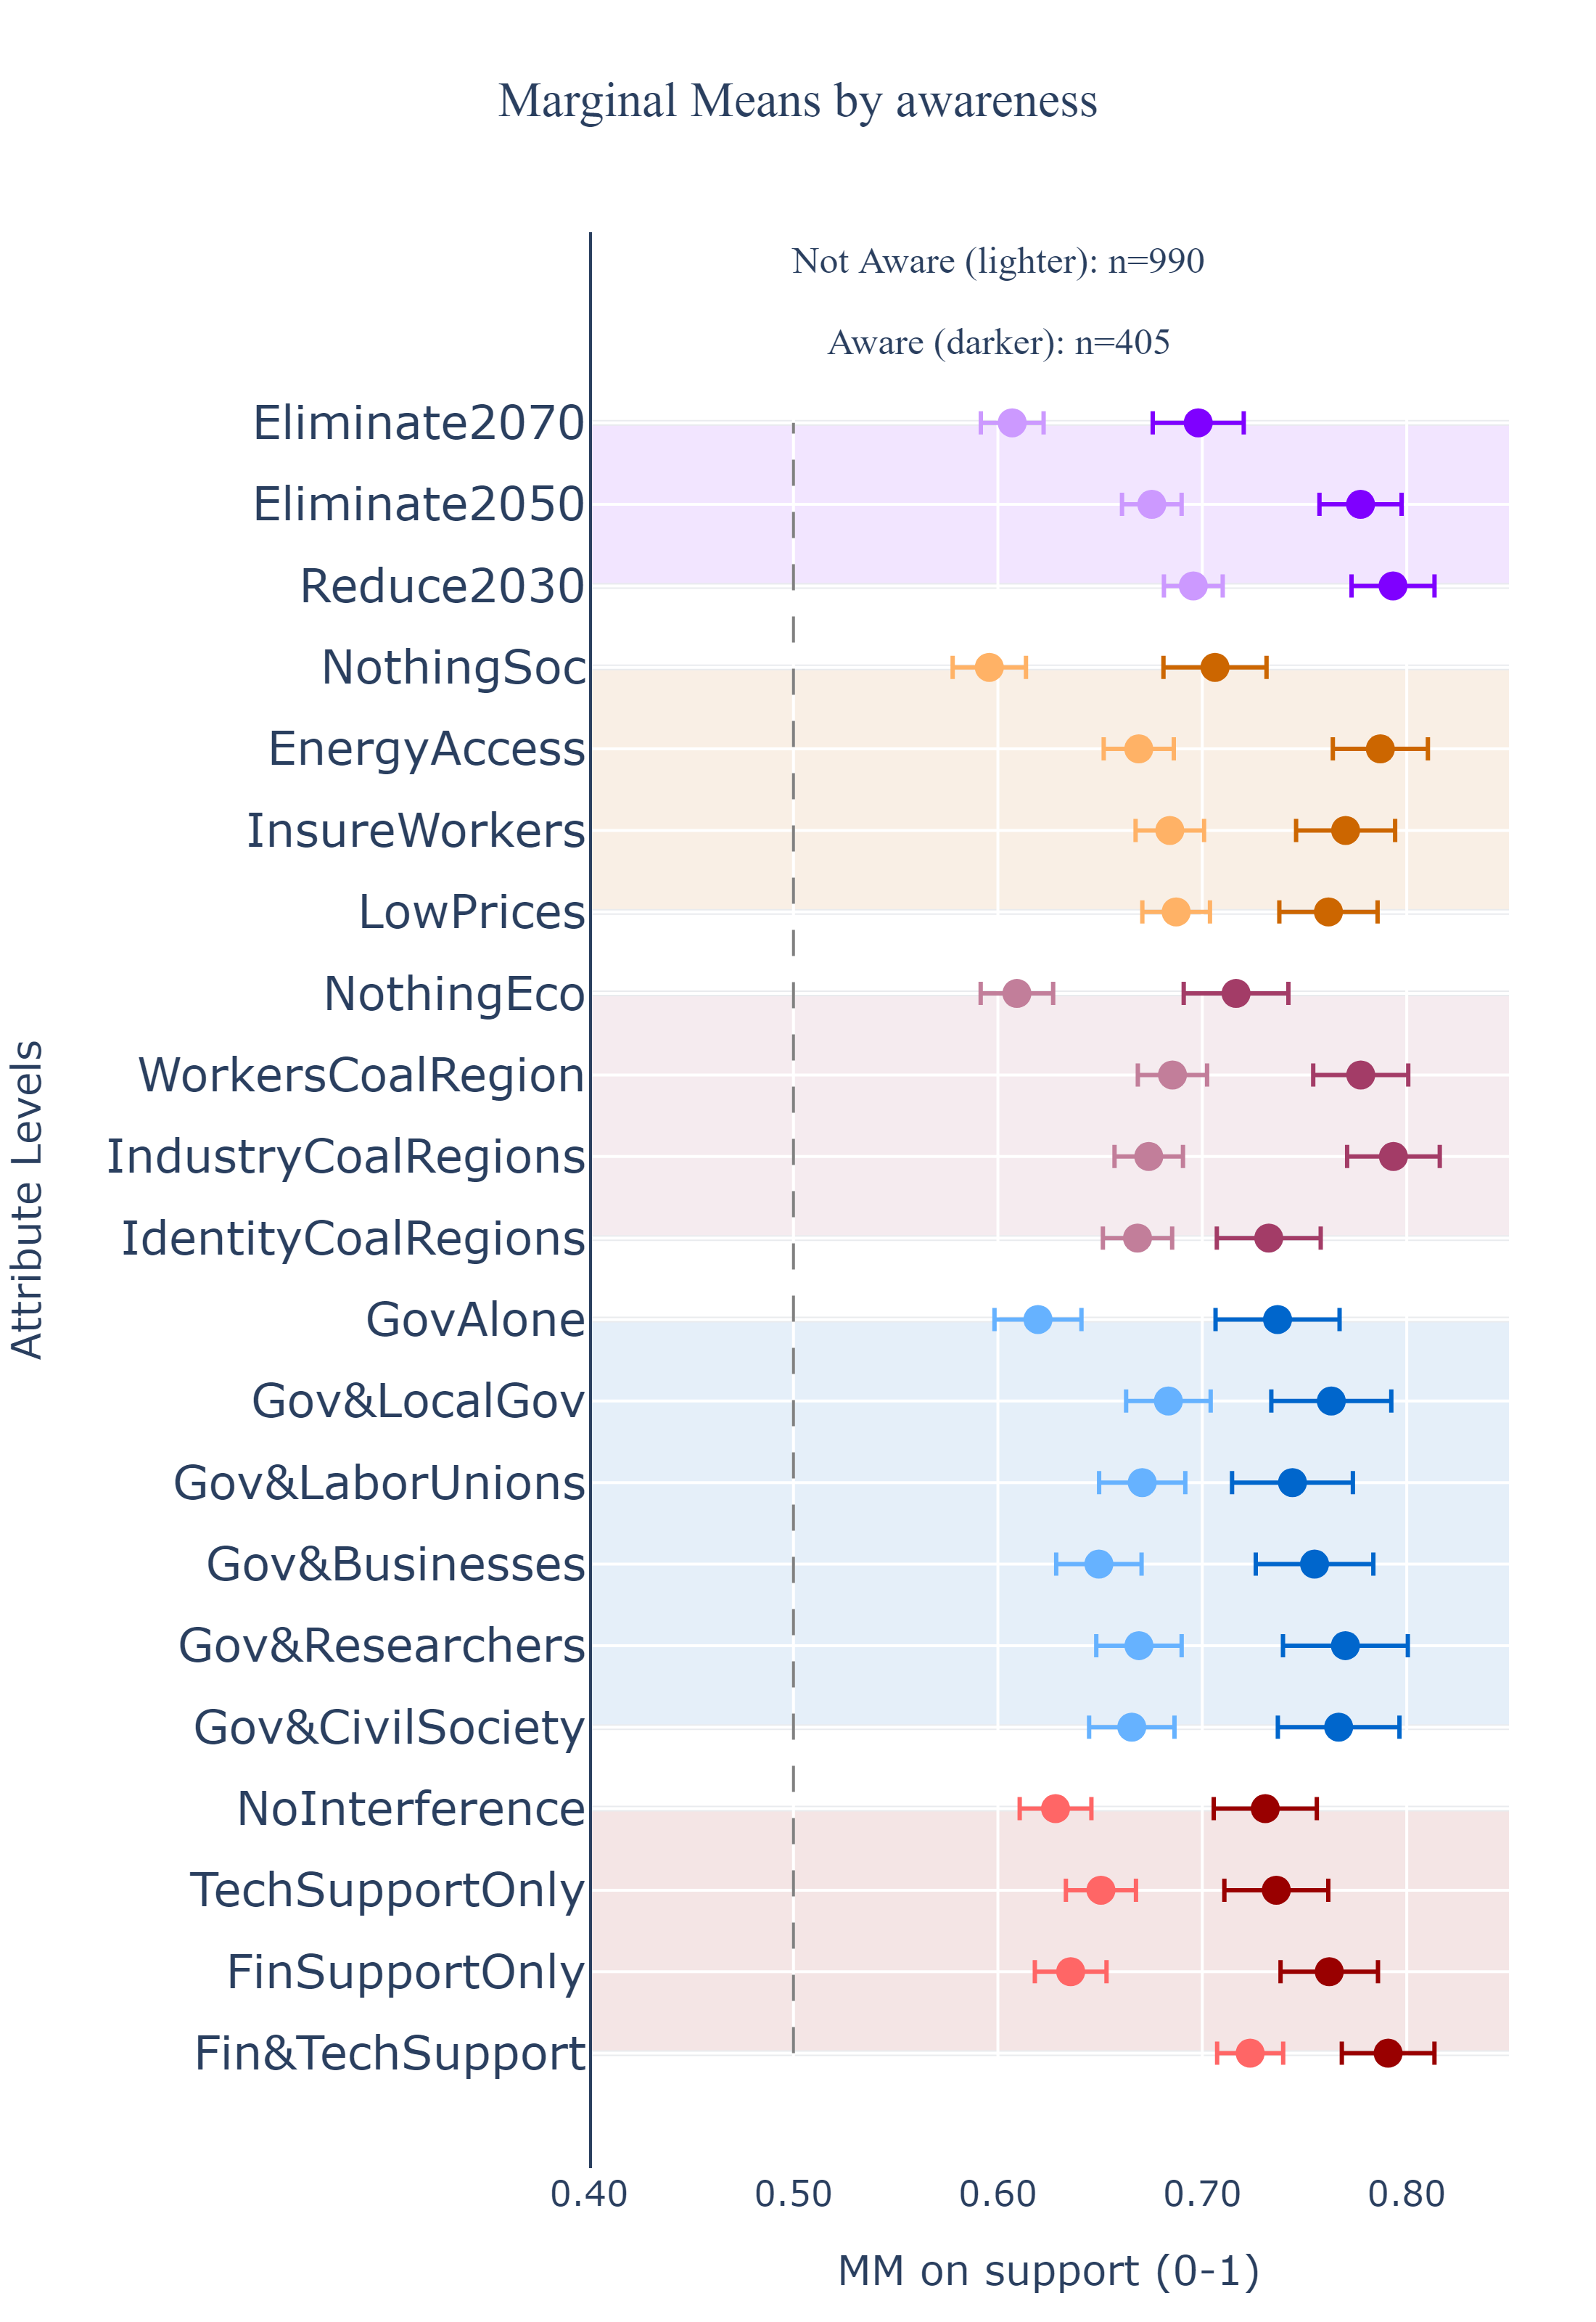 Marginal Means by awareness
Not Aware (lighter): n=990
Aware (darker): n=405
Eliminate2070
Eliminate2050
Reduce2030
NothingSoc
EnergyAccess
InsureWorkers
LowPrices
NothingEco
WorkersCoalRegion
IndustryCoalRegions
IdentityCoalRegions
GovAlone
Gov&LocalGov
Gov&LaborUnions
Gov&Businesses
Gov&Researchers
Gov&CivilSociety
NoInterference
TechSupportOnly
FinSupportOnly
Fin&TechSupport
Attribute Levels
0.40 0.50 0.60 0.70 0.80
MM on support (0-1)